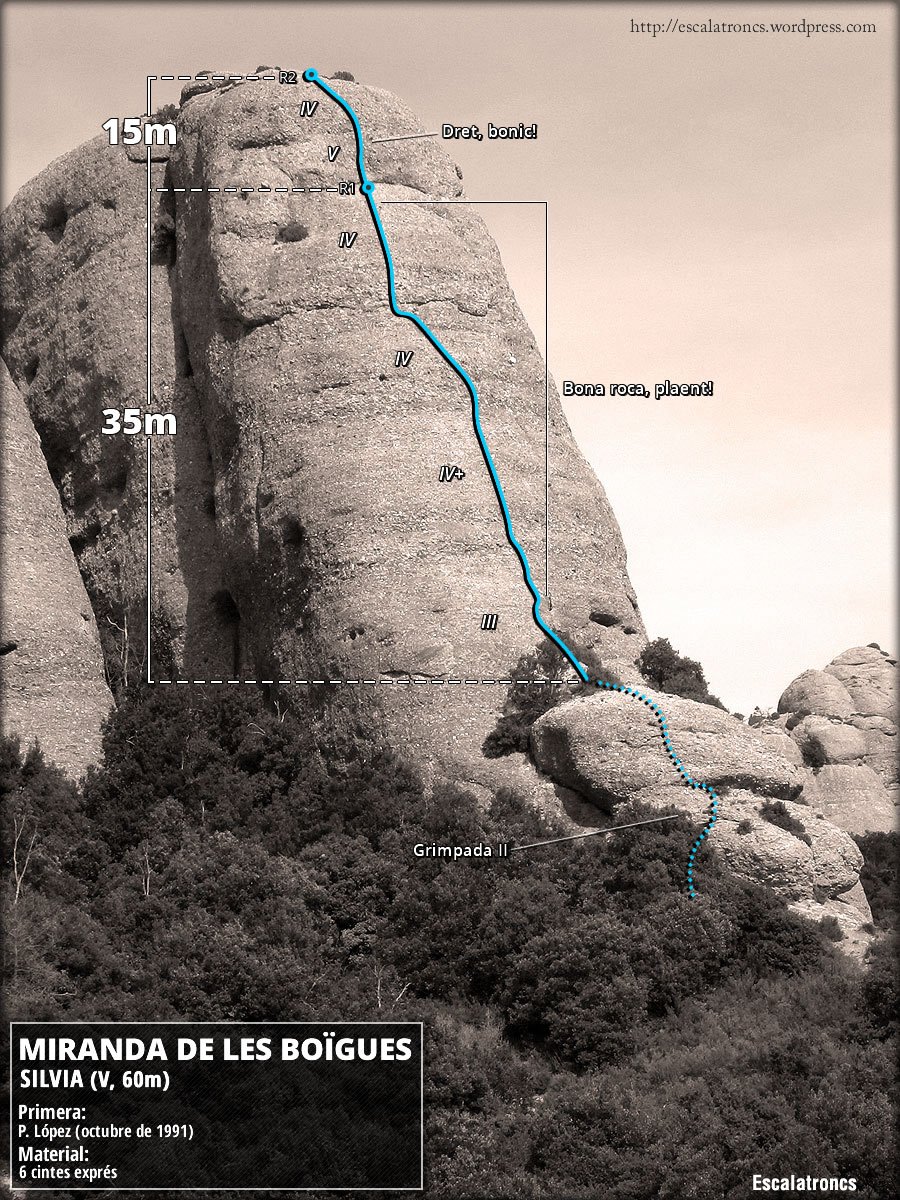 http://escalatroncs.wordpress.com
R2
IV
15m
Dret, bonic!
V
R1
IV
IV
Bona roca, plaent!
35m
IV+
III
Grimpada II
MIRANDA DE LES BOÏGUES
SILVIA (V, 60m)
Primera:
P. López (octubre de 1991)
Material:
6 cintes exprés
Escalatroncs